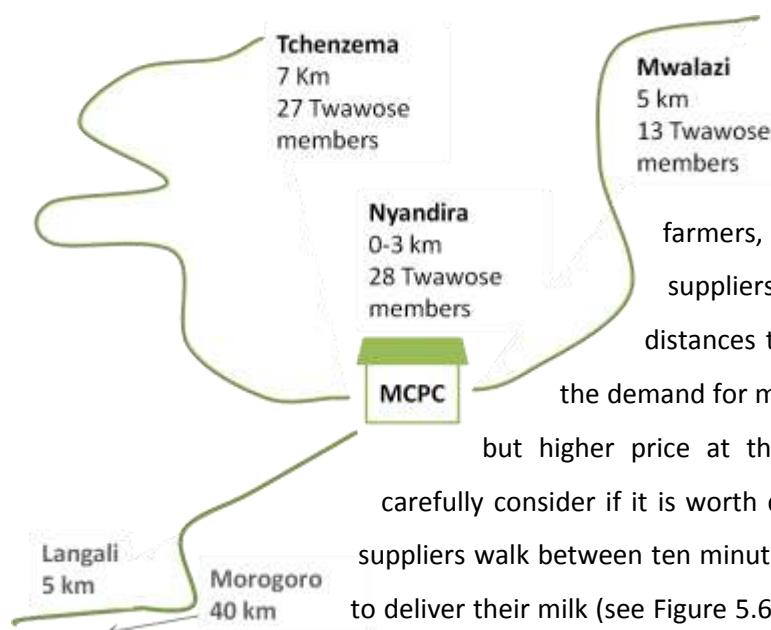 Tchenzema
7 Km
27 Twawose
members
Mwalazi
5 km
13 Twawose
members
Nyandira
0-3 km
28 Twawose
members
MCPC
Langali
5 km
Morogoro
40 km
farmers,
suppliers
distances
the demand for
but higher price at
carefully consider if it is worth
suppliers walk between ten
to deliver their milk (see Figure 5.6